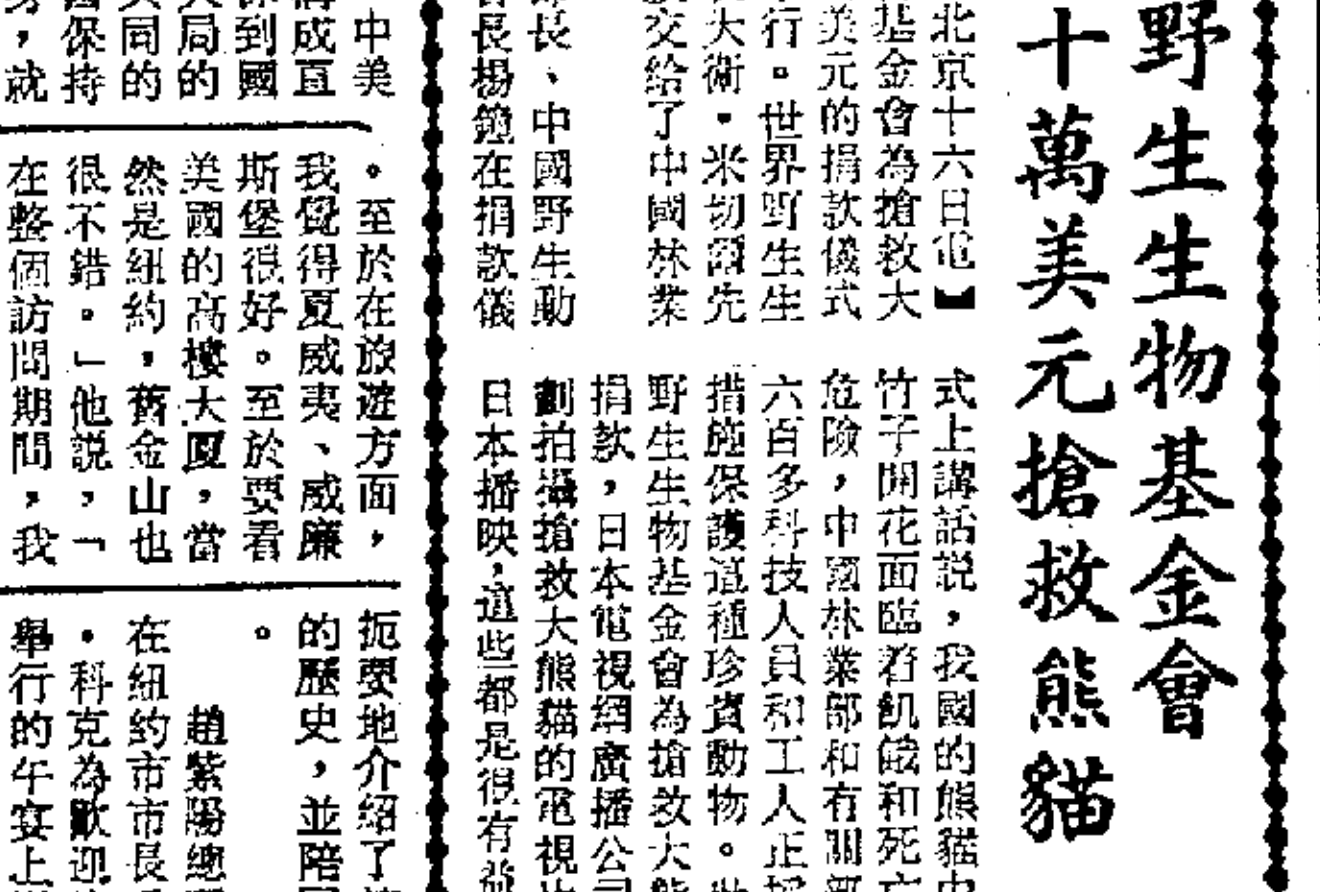 野生生物基金會
十萬美元搶救熊貓
北京十六日電】
基金會為搶救大
美元的捐款儀式
行。世界野生生
大衛·米切爾先
交给了中國林業
長、中國野生動
長楊鐘在捐款儀
式上講話説,我國的熊貓
竹子開花面臨着飢餓和死亡
危險,中國林業部和有關部
六百多科技人員和工人正
措施保護這種珍貴動物。世
野生生物基金會為搶救大熊
捐款,日本電視網廣播公司
劃拍攝搶救大熊貓的電視
日本播映,這些都是很有益
中美
構成直
到國
大局的
共同的
保持
,就
。至於在旅遊方面,
我覺得夏威夷、威廉
斯堡很好。至於要看
美國的高樓大厦,當
然是紐約,舊金山也
很不錯。」他説,「
在整個訪問期間,我
扼要地介紹了
的歷史,並陪同
。
趙紫陽總理
在紐約市市長
·科克為歡迎
舉行的午宴上